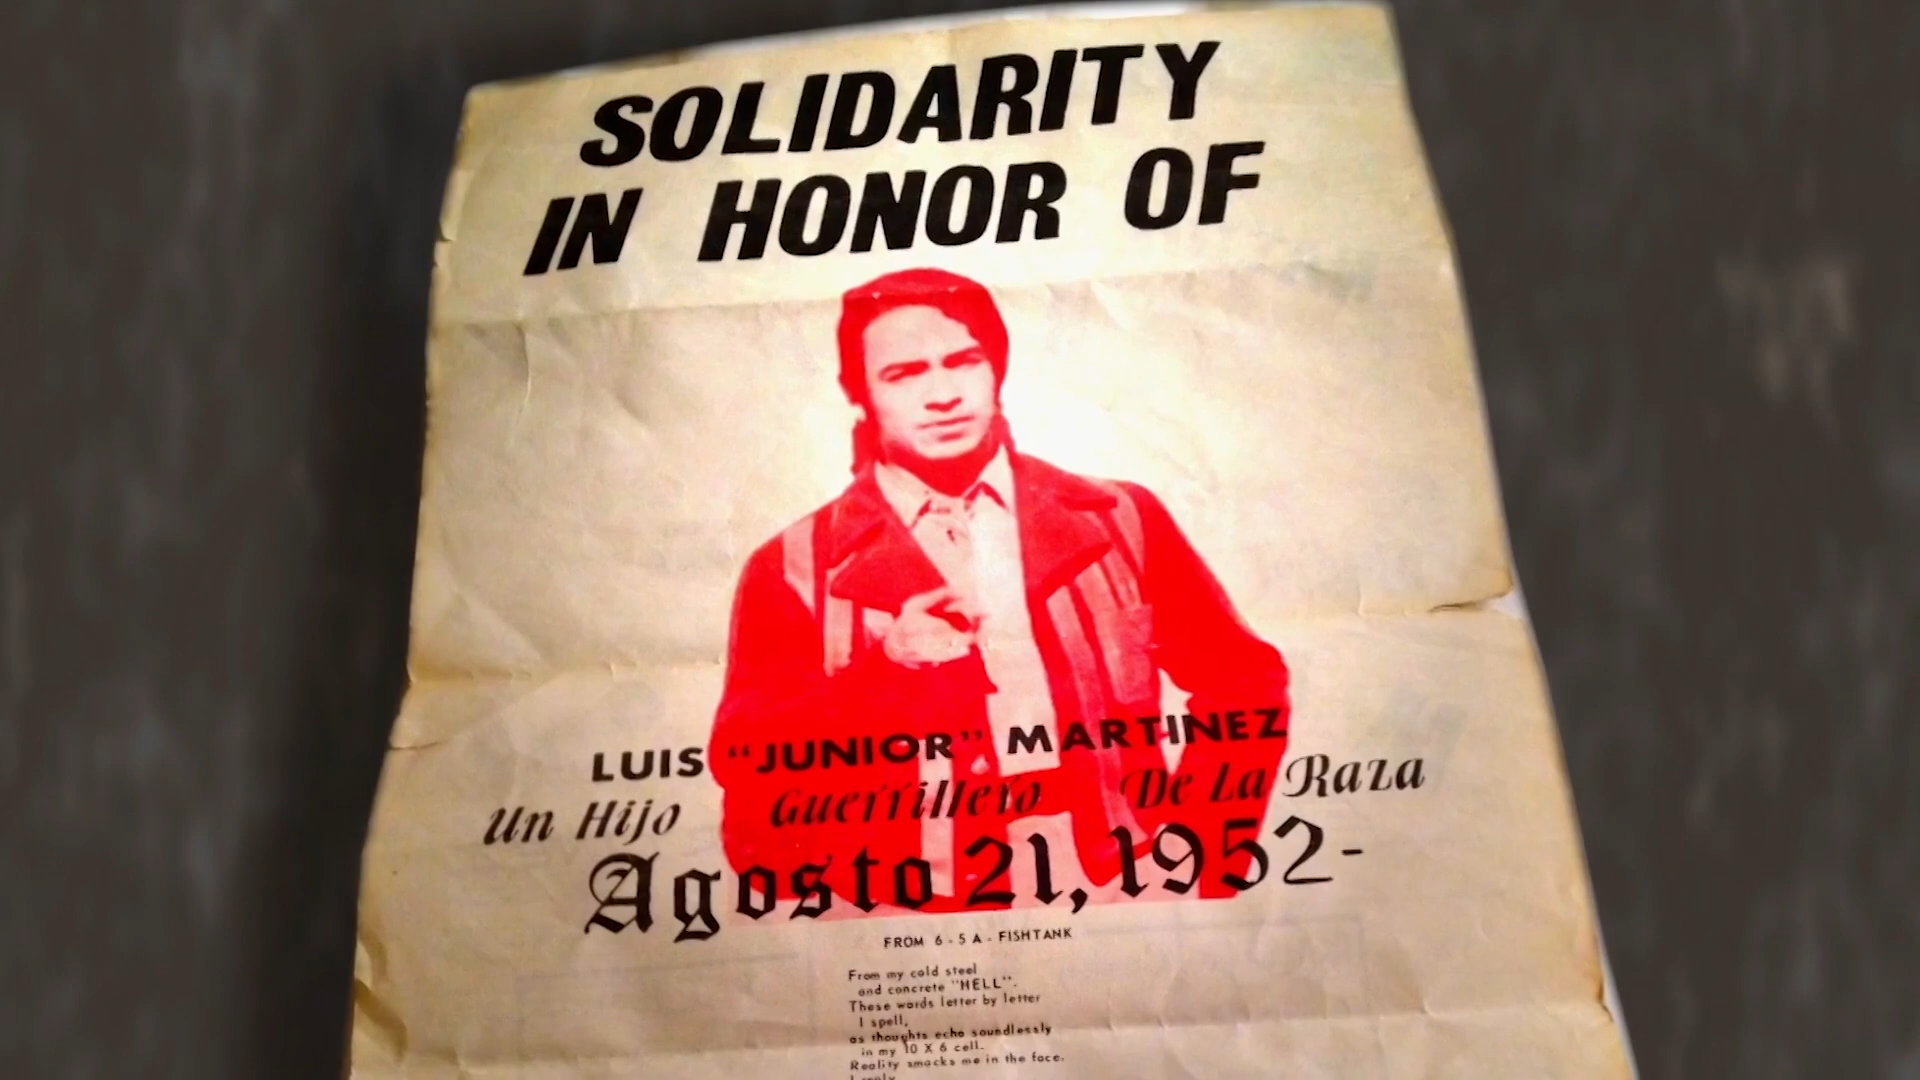 SOLIDARITY
IN HONOR OF
LUIS "JUNIOR" MARTINEZ
Un Hijo Guerrillero De La Raza
Agosto 21, 1952-
FROM 6 - 5 A - FISHTANK
From my cold steel
and concrete "HELL".
These words letter by letter
I spell,
as thoughts echo soundlessly
in my 10 X 6 cell.
Reality smacks me in the face.